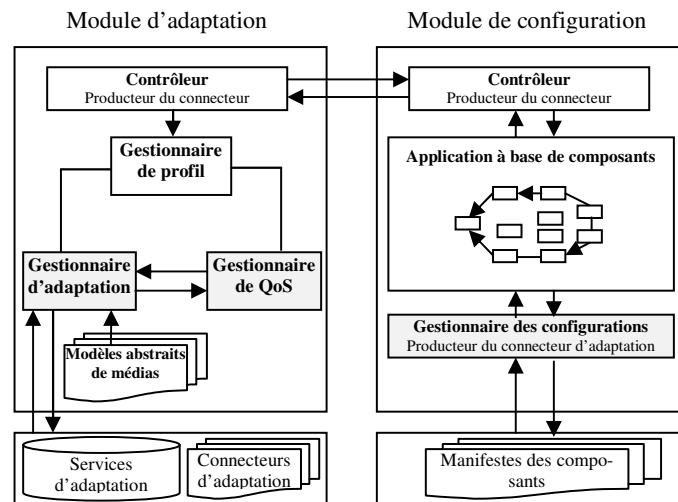 Module d'adaptation
Module de configuration
Contrôleur
Producteur du connecteur
Contrôleur
Producteur du connecteur
Gestionnaire
de profil
Application à base de composants
Gestionnaire
d'adaptation
Gestionnaire
de QoS
Gestionnaire des configurations
Producteur du connecteur d'adaptation
Modèles abstraits
de médias
Services
d'adaptation
Connecteurs
d'adaptation
Manifestes des compo-
sants